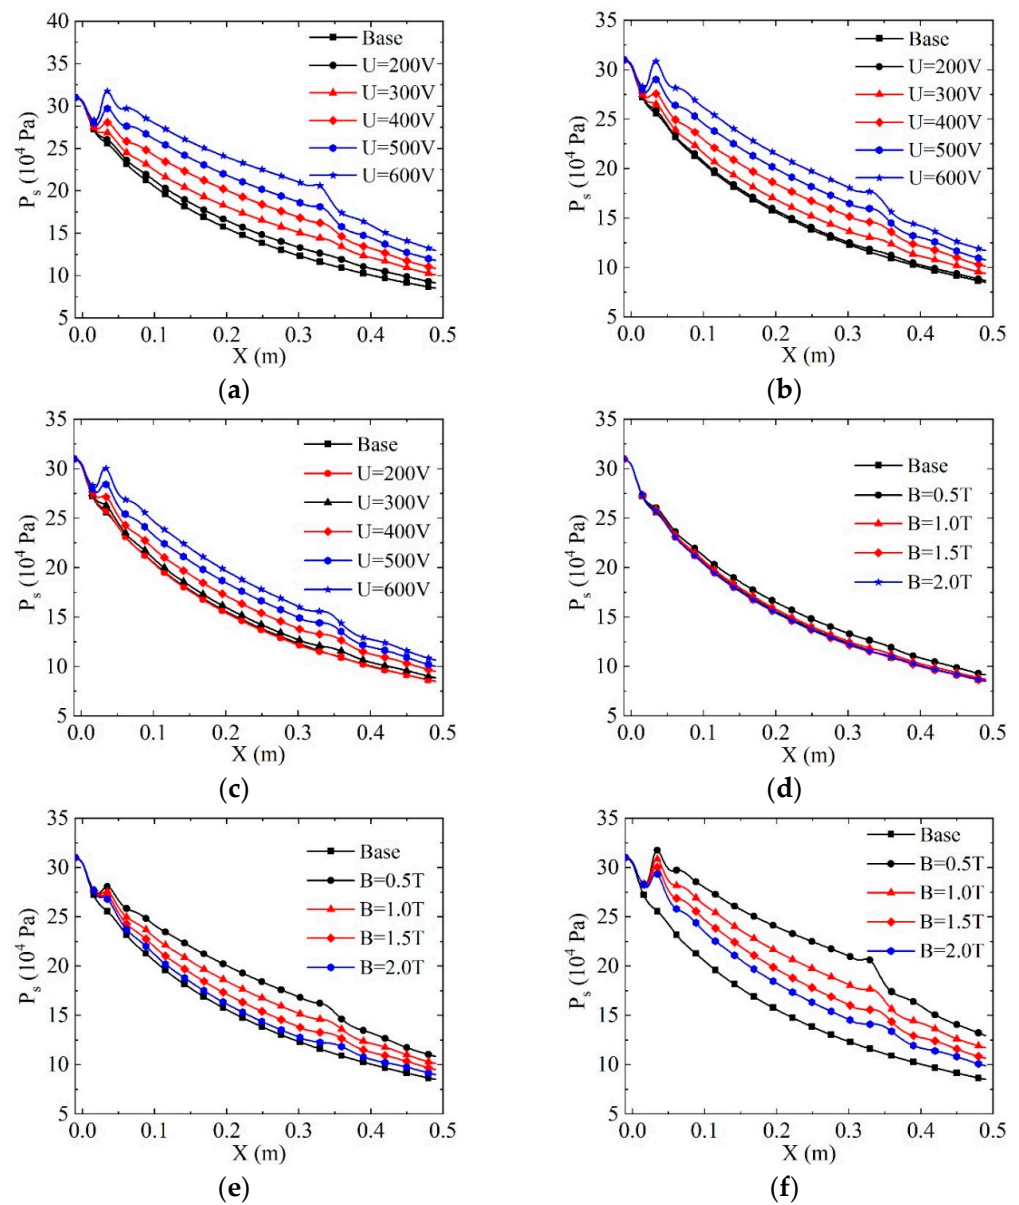 40
35
30
25
20
15
10
5
P_s (10^4 Pa)
Base
U=200V
U=300V
U=400V
U=500V
U=600V
0.0 0.1 0.2 0.3 0.4 0.5
X (m)
(a)
35
30
25
20
15
10
5
P_s (10^4 Pa)
Base
U=200V
U=300V
U=400V
U=500V
U=600V
0.0 0.1 0.2 0.3 0.4 0.5
X (m)
(b)
35
30
25
20
15
10
5
P_s (10^4 Pa)
Base
U=200V
U=300V
U=400V
U=500V
U=600V
0.0 0.1 0.2 0.3 0.4 0.5
X (m)
(c)
35
30
25
20
15
10
5
P_s (10^4 Pa)
Base
B=0.5T
B=1.0T
B=1.5T
B=2.0T
0.0 0.1 0.2 0.3 0.4 0.5
X (m)
(d)
35
30
25
20
15
10
5
P_s (10^4 Pa)
Base
B=0.5T
B=1.0T
B=1.5T
B=2.0T
0.0 0.1 0.2 0.3 0.4 0.5
X (m)
(e)
35
30
25
20
15
10
5
P_s (10^4 Pa)
Base
B=0.5T
B=1.0T
B=1.5T
B=2.0T
0.0 0.1 0.2 0.3 0.4 0.5
X (m)
(f)